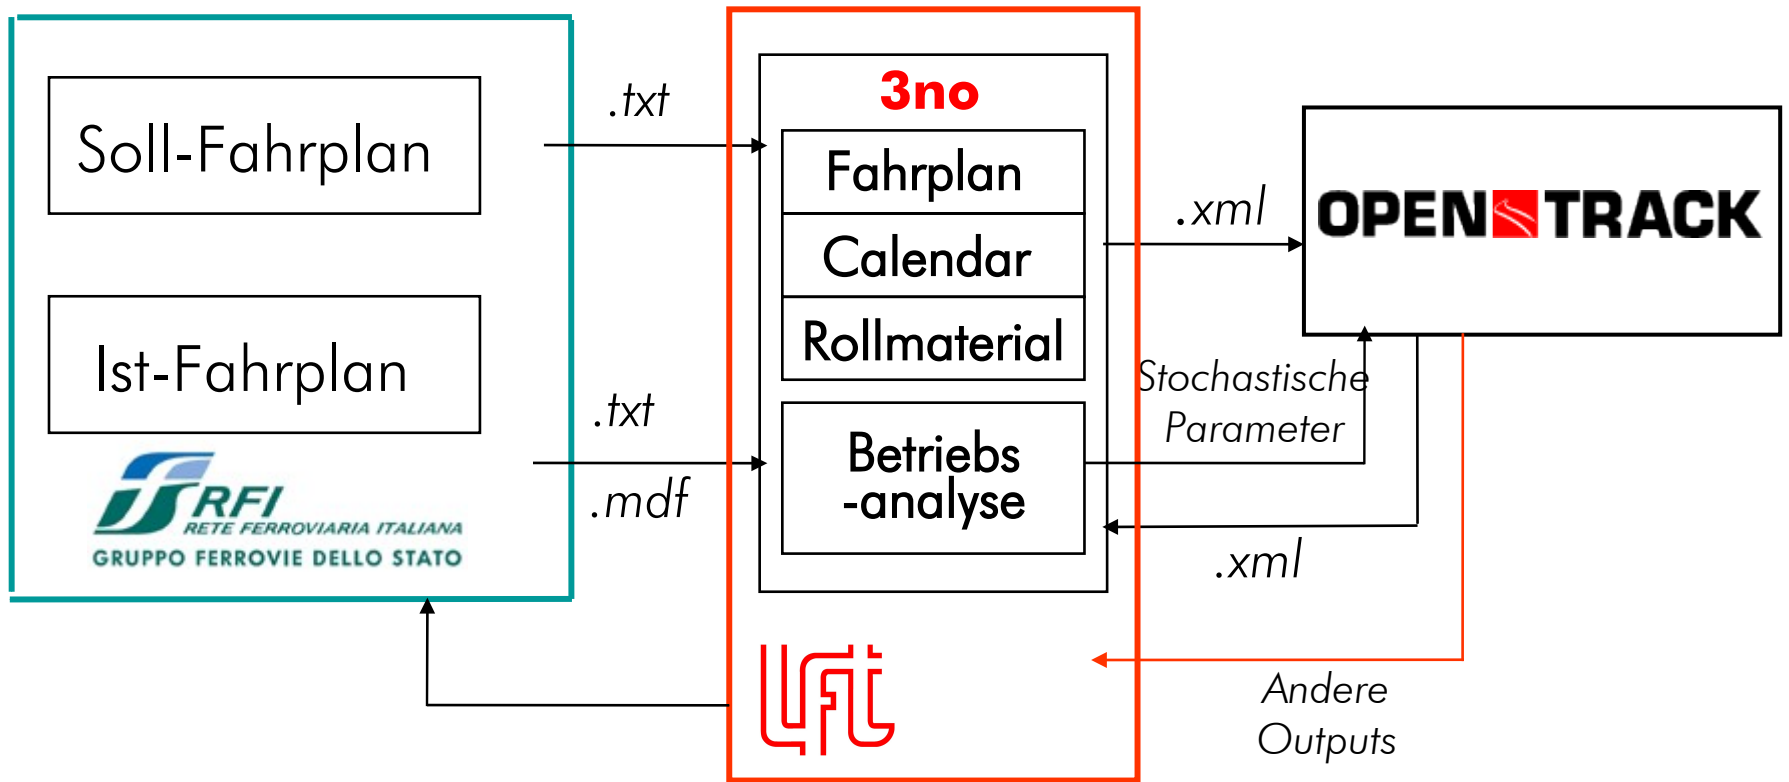 Soll-Fahrplan
Ist-Fahrplan
RFI
RETE FERROVIARIA ITALIANA
GRUPPO FERROVIE DELLO STATO
.txt
.txt
.mdf
3no
Fahrplan
Calendar
Rollmaterial
Betriebs
-analyse
lft
.xml
OPEN TRACK
Stochastische
Parameter
.xml
Andere
Outputs